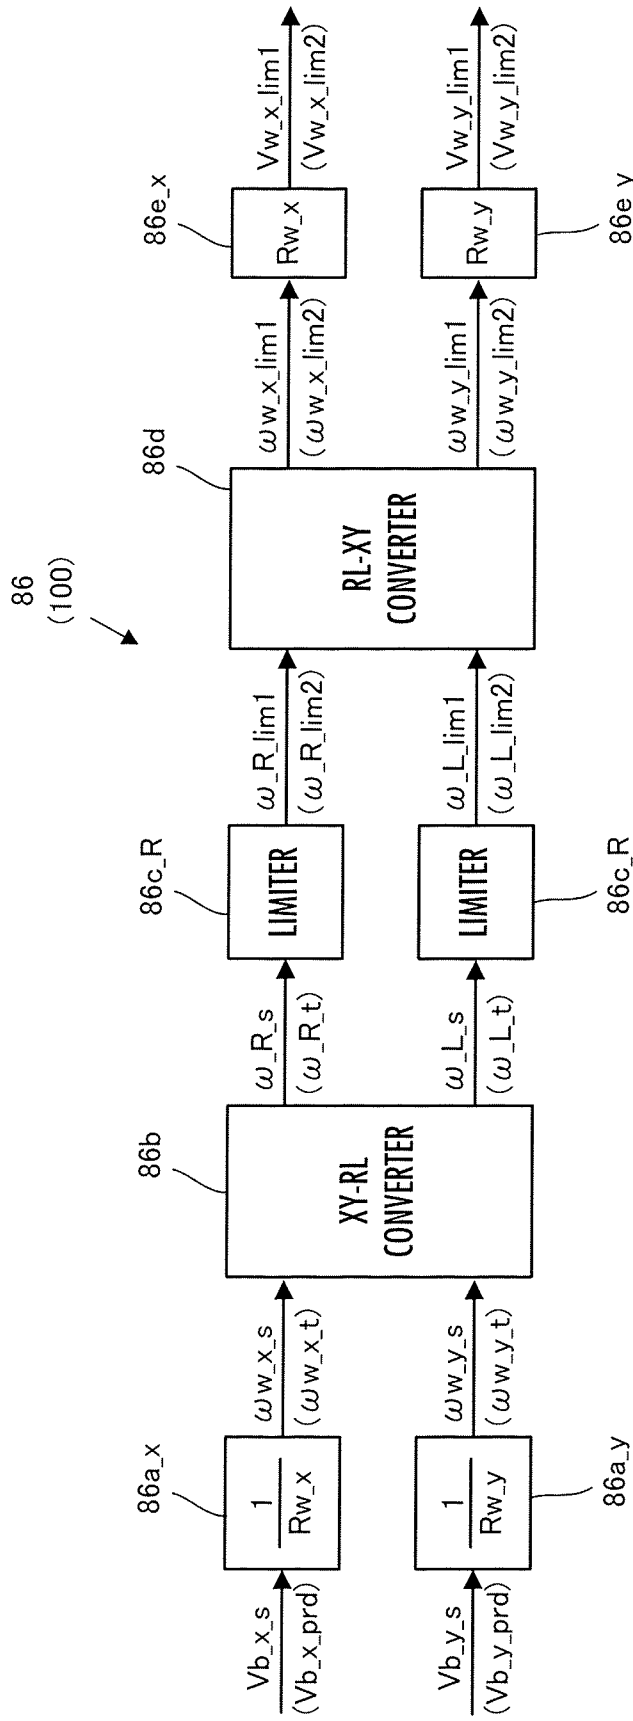 86
(100)
Vb_x_s
(Vb_x_prd)
86a_x
1
Rw_x
ωw_x_s
(ωw_x_t)
86b
XY-RL
CONVERTER
ω_R_s
(ω_R_t)
86c_R
LIMITER
ω_R_lim1
(ω_R_lim2)
86d
RL-XY
CONVERTER
ωw_x_lim1
(ωw_x_lim2)
86e_x
Rw_x
Vw_x_lim1
(Vw_x_lim2)
Vb_y_s
(Vb_y_prd)
86a_y
1
Rw_y
ωw_y_s
(ωw_y_t)
ω_L_s
(ω_L_t)
86c_R
LIMITER
ω_L_lim1
(ω_L_lim2)
ωw_y_lim1
(ωw_y_lim2)
86e_y
Rw_y
Vw_y_lim1
(Vw_y_lim2)